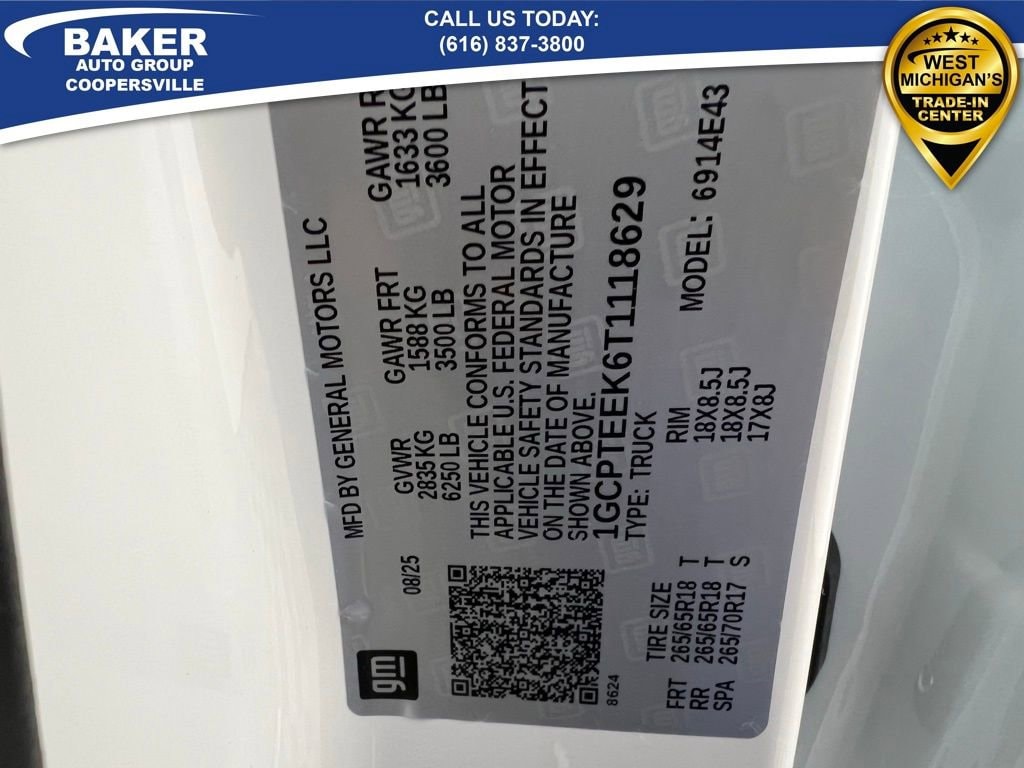 BAKER
AUTO GROUP
COOPERSVILLE
CALL US TODAY:
(616) 837-3800
WEST
MICHIGAN'S
TRADE-IN
CENTER
gm
MFD BY GENERAL MOTORS LLC
08/25 GVWR GAWR FRT GAWR R
2835 KG 1588 KG 1633 KG
6250 LB 3500 LB 3600 LB
THIS VEHICLE CONFORMS TO ALL
APPLICABLE U.S. FEDERAL MOTOR
VEHICLE SAFETY STANDARDS IN EFFECT
ON THE DATE OF MANUFACTURE
SHOWN ABOVE.
1GCPTEEK6T1118629
8624 TYPE: TRUCK
TIRE SIZE RIM MODEL: 6914E43
FRT 265/65R18 T 18X8.5J
RR 265/65R18 T 18X8.5J
SPA 265/70R17 S 17X8J